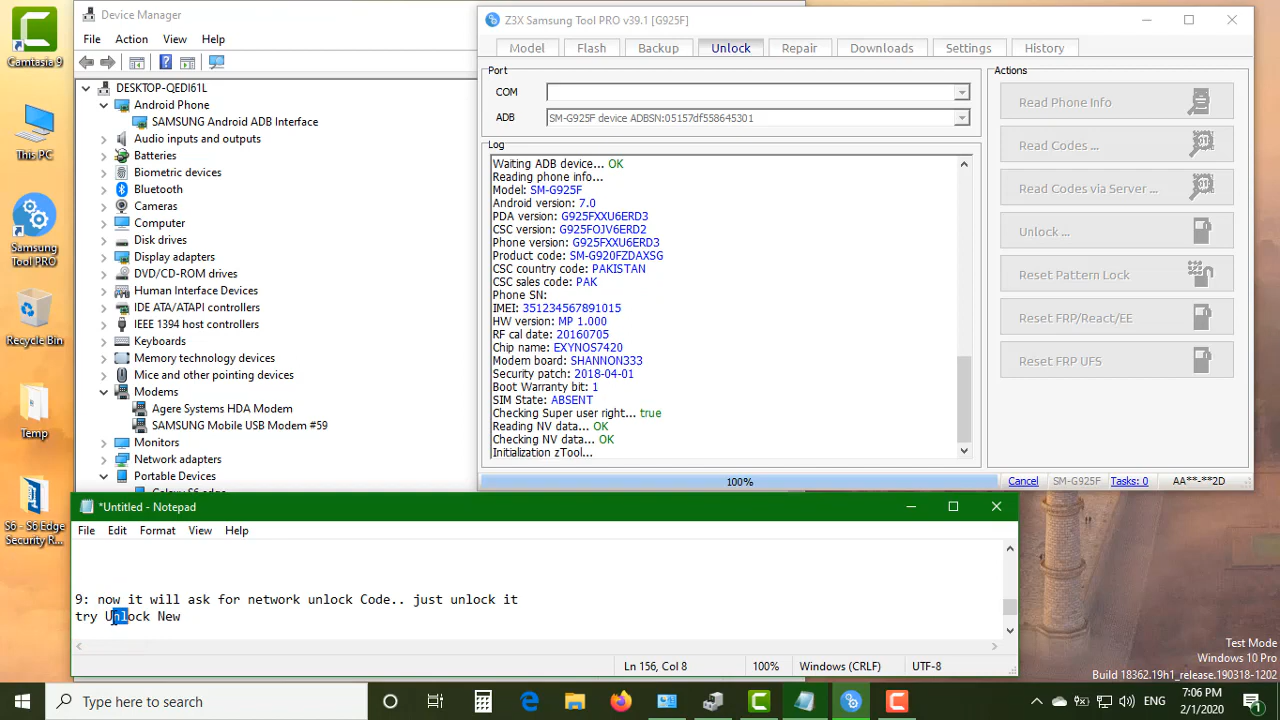 Camtasia 9
This PC
Samsung
Tool PRO
Recycle Bin
Temp
S6 - S6 Edge
Security R...
Device Manager
File Action View Help
DESKTOP-QEDI61L
Android Phone
SAMSUNG Android ADB Interface
Audio inputs and outputs
Batteries
Biometric devices
Bluetooth
Cameras
Computer
Disk drives
Display adapters
DVD/CD-ROM drives
Human Interface Devices
IDE ATA/ATAPI controllers
IEEE 1394 host controllers
Keyboards
Memory technology devices
Mice and other pointing devices
Modems
Agere Systems HDA Modem
SAMSUNG Mobile USB Modem #59
Monitors
Network adapters
Portable Devices
Galaxy S6 edge
Z3X Samsung Tool PRO v39.1 [G925F]
Model Flash Backup Unlock Repair Downloads Settings History
Port
COM
ADB SM-G925F device ADBSN:05157df558645301
Log
Waiting ADB device... OK
Reading phone info...
Model: SM-G925F
Android version: 7.0
PDA version: G925FXXU6ERD3
CSC version: G925FOJV6ERD2
Phone version: G925FXXU6ERD3
Product code: SM-G920FZDAXSG
CSC country code: PAKISTAN
CSC sales code: PAK
Phone SN:
IMEI: 351234567891015
HW version: MP 1.000
RF cal date: 20160705
Chip name: EXYNOS7420
Modem board: SHANNON333
Security patch: 2018-04-01
Boot Warranty bit: 1
SIM State: ABSENT
Checking Super user right... true
Reading NV data... OK
Checking NV data... OK
Initialization zTool...
Actions
Read Phone Info
Read Codes ...
Read Codes via Server ...
Unlock ...
Reset Pattern Lock
Reset FRP/React/EE
Reset FRP UFS
100% Cancel SM-G925F Tasks: 0 AA**-**2D
*Untitled - Notepad
File Edit Format View Help
9: now it will ask for network unlock Code.. just unlock it
try Unlock New
Ln 156, Col 8 100% Windows (CRLF) UTF-8
Test Mode
Windows 10 Pro
Build 18362.19h1_release.190318-1202
Type here to search
ENG
7:06 PM
2/1/2020
1